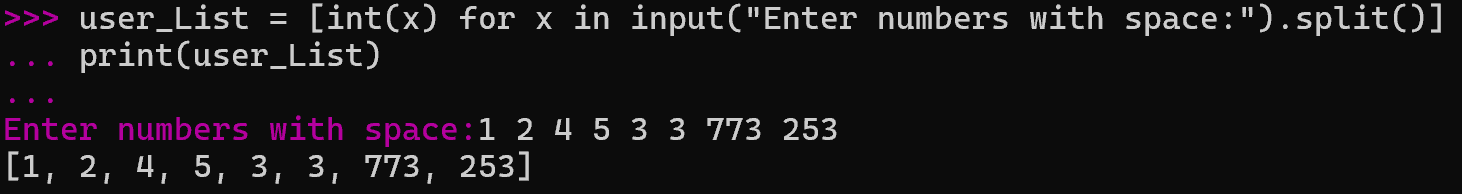 >>> user_List = [int(x) for x in input("Enter numbers with space:").split()]
... print(user_List)
...
Enter numbers with space:1 2 4 5 3 3 773 253
[1, 2, 4, 5, 3, 3, 773, 253]